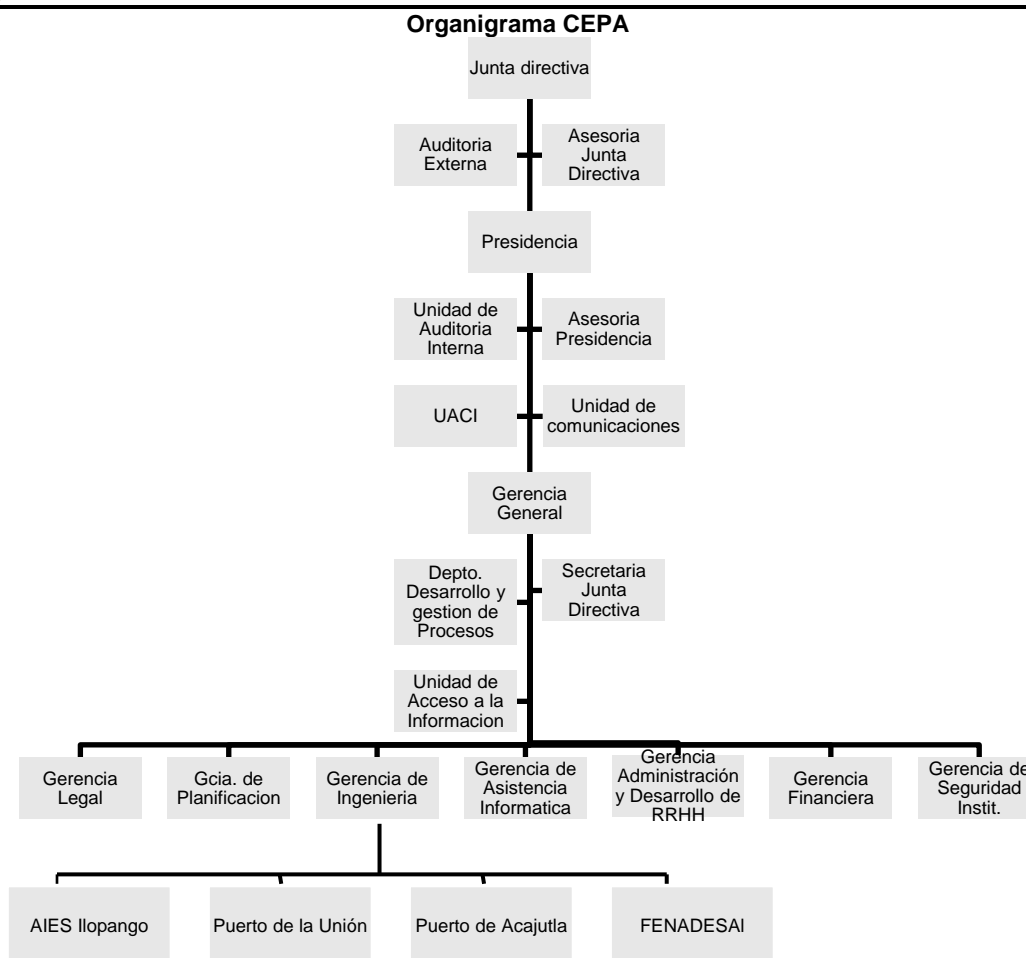 Organigrama CEPA
Junta directiva
Auditoria
Externa
Asesoria
Junta
Directiva
Presidencia
Unidad de
Auditoria
Interna
Asesoria
Presidencia
UACI
Unidad de
comunicaciones
Gerencia
General
Depto.
Desarrollo y
gestion de
Procesos
Secretaria
Junta
Directiva
Unidad de
Acceso a la
Informacion
Gerencia
Legal
Gcia. de
Planificacion
Gerencia de
Ingenieria
Gerencia de
Asistencia
Informatica
Gerencia
Administración
y Desarrollo de
RRHH
Gerencia
Financiera
Gerencia de
Seguridad
Instit.
AIES Ilopango
Puerto de la Unión
Puerto de Acajutla
FENADESAl